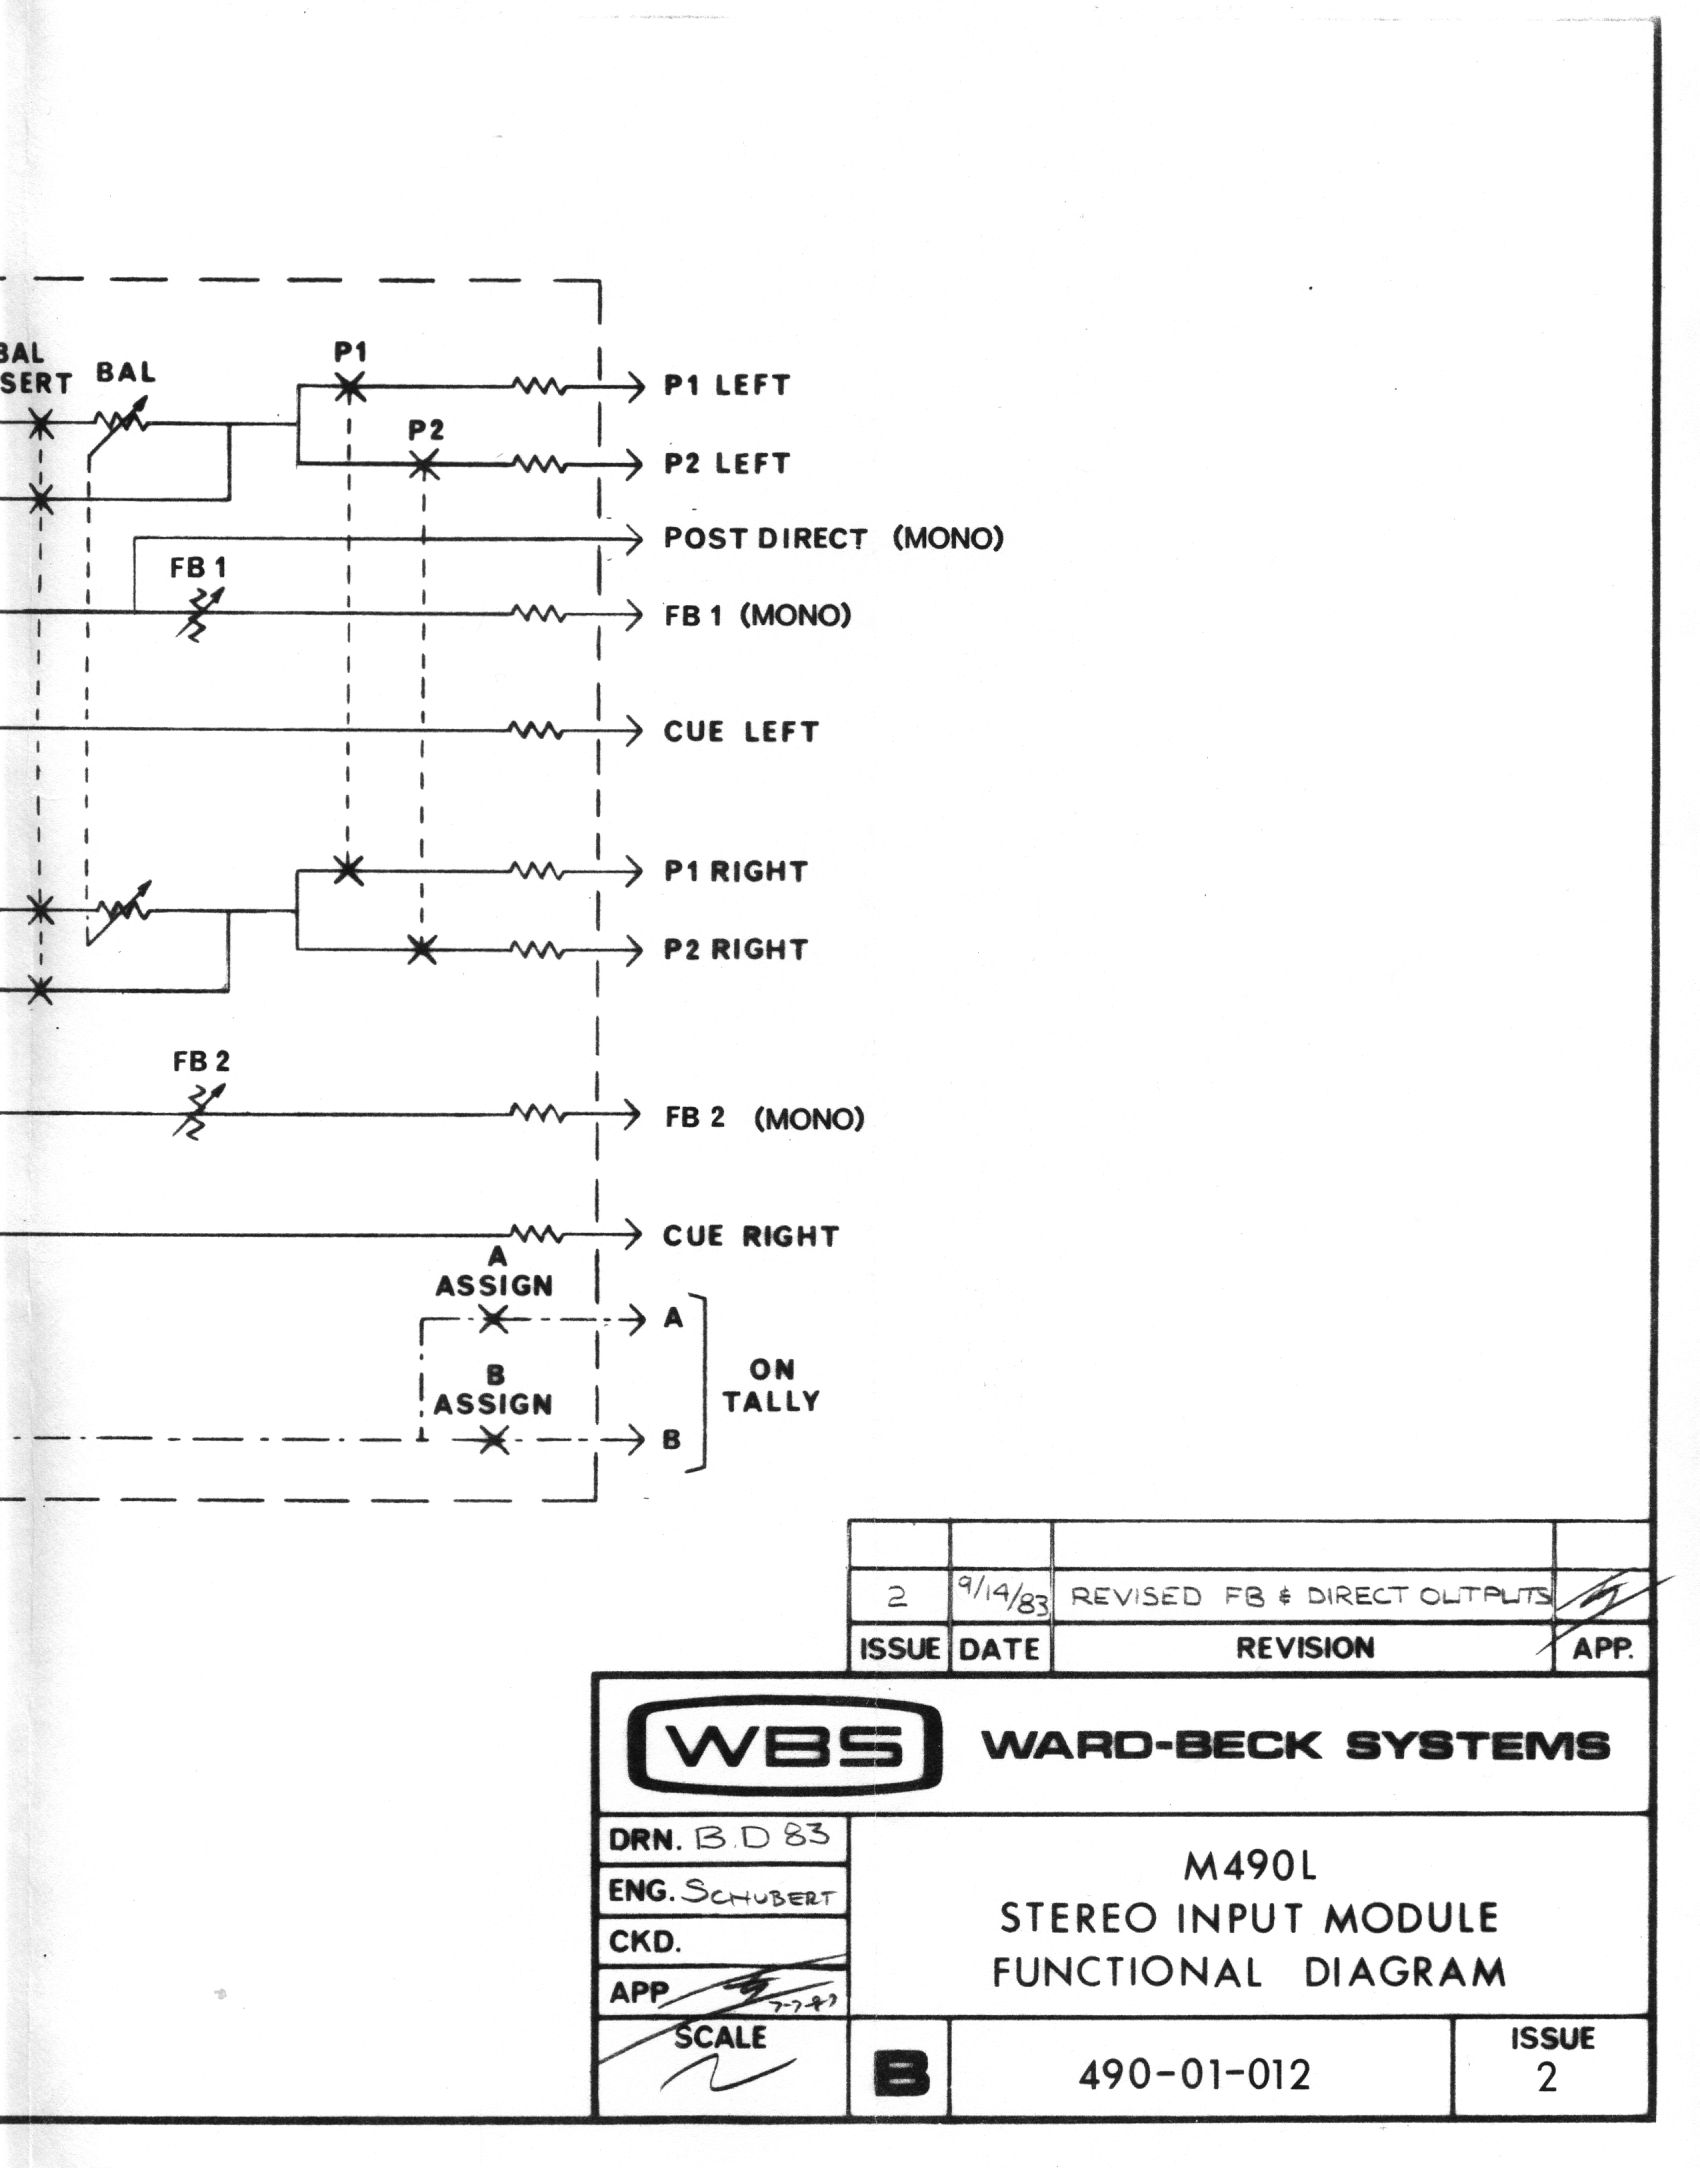 BAL
SERT
BAL
P1
P1 LEFT
P2
P2 LEFT
POST DIRECT (MONO)
FB 1
FB 1 (MONO)
CUE LEFT
P1 RIGHT
P2 RIGHT
FB 2
FB 2 (MONO)
CUE RIGHT
A
ASSIGN
A
B
ASSIGN
B
ON
TALLY
2 9/14/83 REVISED FB & DIRECT OUTPUTS
ISSUE DATE REVISION APP.
WBS WARD-BECK SYSTEMS
DRN. B.D 83
ENG. SCHUBERT
CKD.
APP 7-7-83
SCALE
M490L
STEREO INPUT MODULE
FUNCTIONAL DIAGRAM
B
490-01-012
ISSUE
2